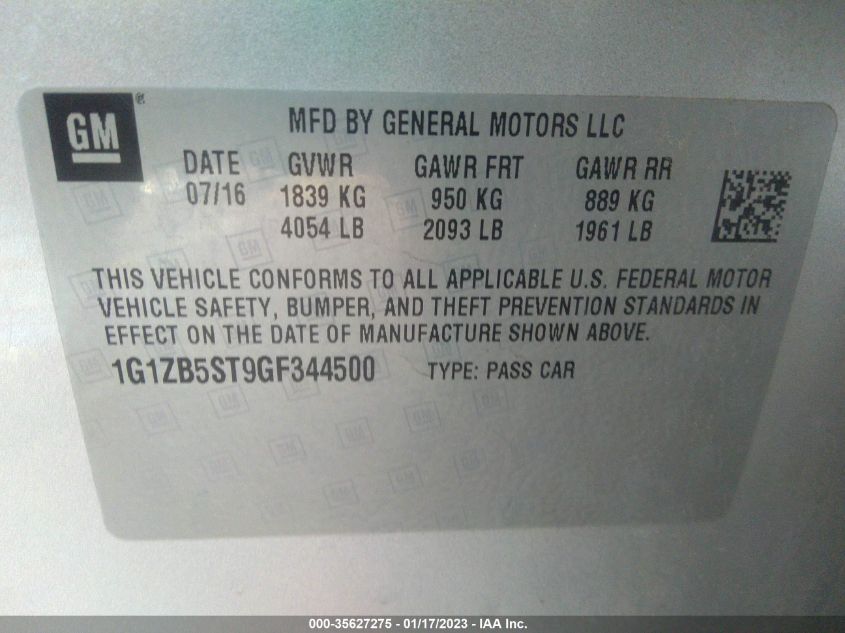 GM ®
MFD BY GENERAL MOTORS LLC
DATE GVWR GAWR FRT GAWR RR
07/16 1839 KG 950 KG 889 KG
4054 LB 2093 LB 1961 LB
THIS VEHICLE CONFORMS TO ALL APPLICABLE U.S. FEDERAL MOTOR
VEHICLE SAFETY, BUMPER, AND THEFT PREVENTION STANDARDS IN
EFFECT ON THE DATE OF MANUFACTURE SHOWN ABOVE.
1G1ZB5ST9GF344500 TYPE: PASS CAR
000-35627275 - 01/17/2023 - IAA Inc.